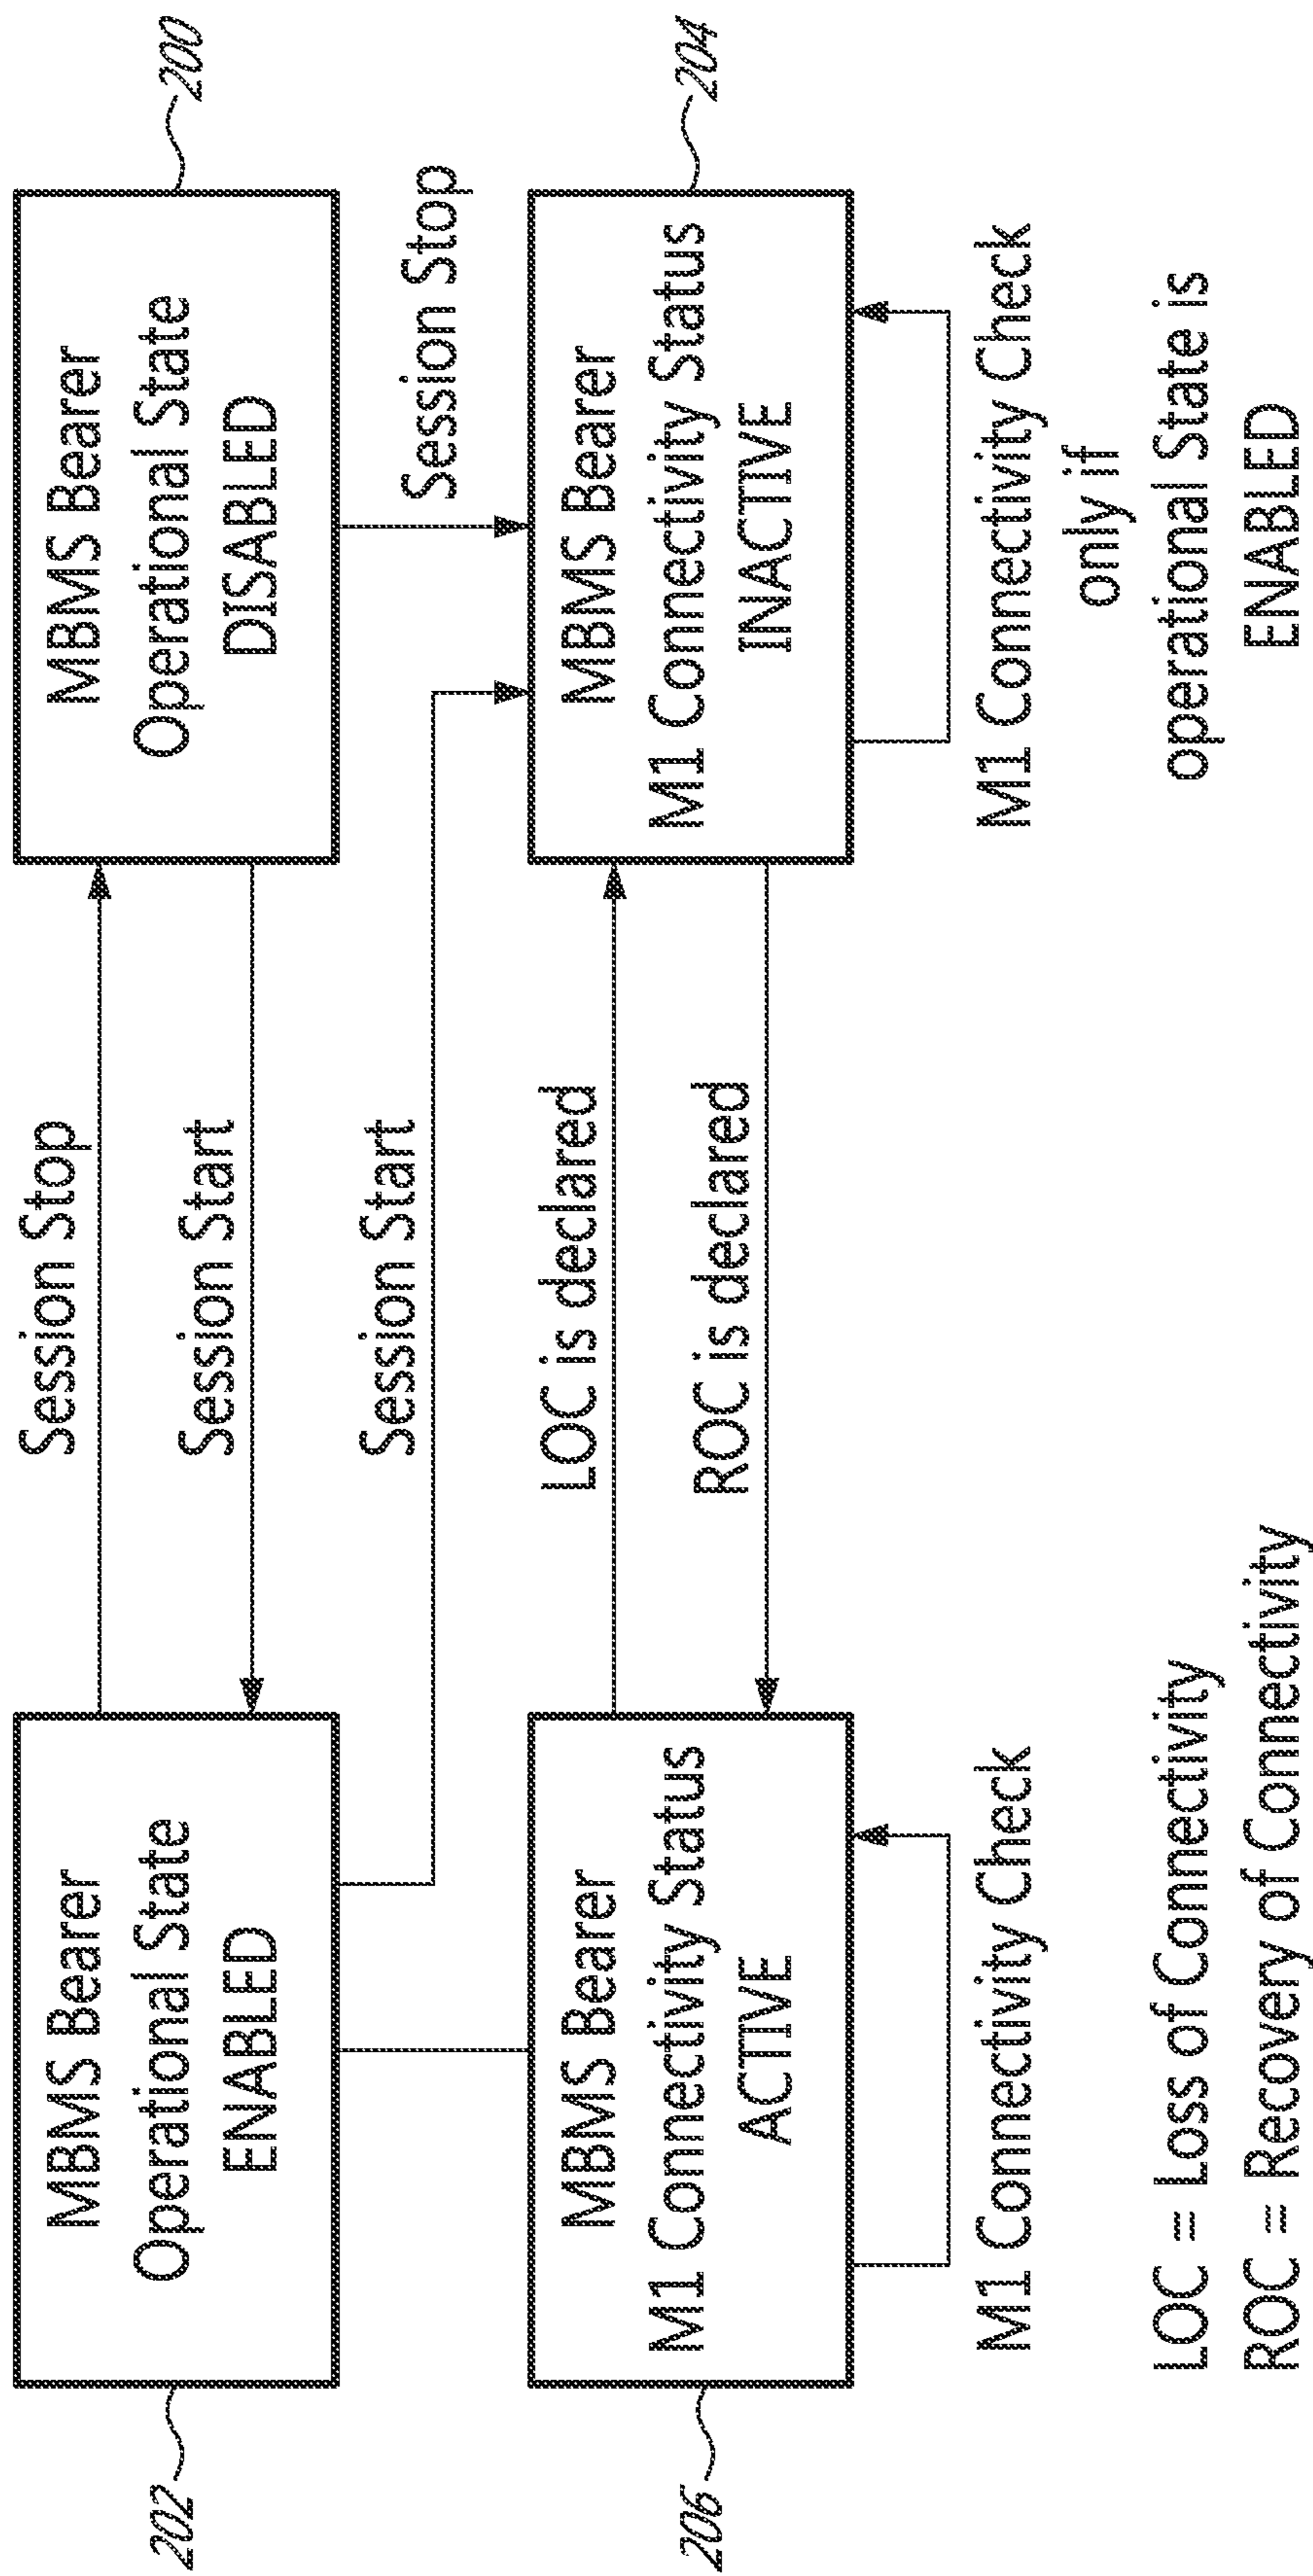 202
MBMS Bearer
Operational State
ENABLED
Session Stop
Session Start
MBMS Bearer
Operational State
DISABLED
200
Session Start
Session Stop
206
MBMS Bearer
M1 Connectivity Status
ACTIVE
LOC is declared
ROC is declared
MBMS Bearer
M1 Connectivity Status
INACTIVE
204
M1 Connectivity Check
M1 Connectivity Check
only if
operational State is
ENABLED
LOC = Loss of Connectivity
ROC = Recovery of Connectivity